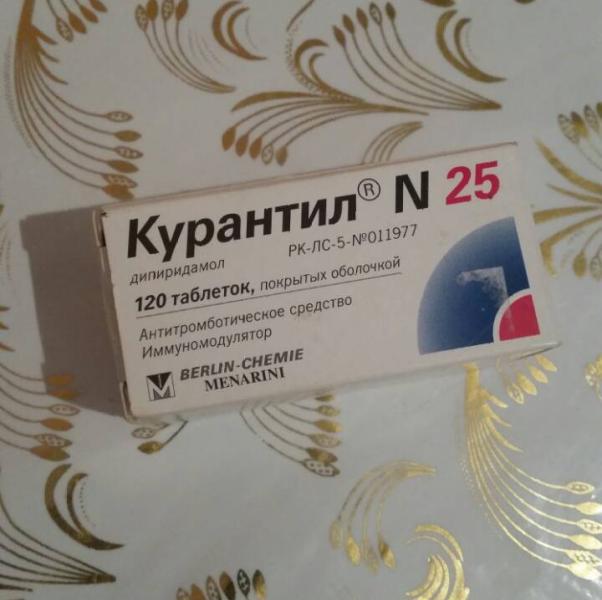 Курантил® N 25
дипиридамол РК-ЛС-5-№011977
120 таблеток, покрытых оболочкой
Антитромботическое средство
Иммуномодулятор
BERLIN-CHEMIE
MENARINI